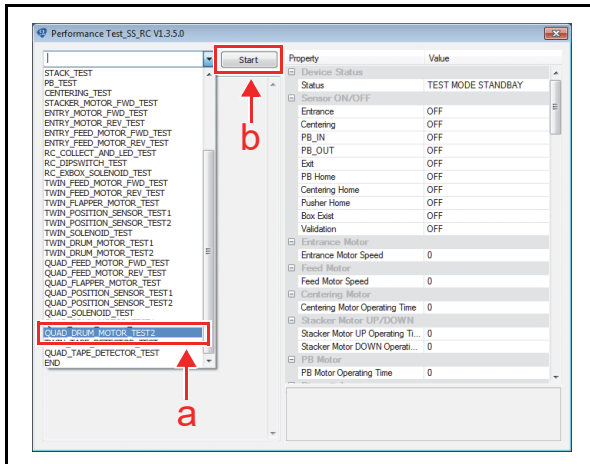 Performance Test_SS_RC V1.3.5.0
Start
STACK_TEST
PB_TEST
CENTERING_TEST
STACKER_MOTOR_FWD_TEST
ENTRY_MOTOR_FWD_TEST
ENTRY_MOTOR_REV_TEST
ENTRY_FEED_MOTOR_FWD_TEST
ENTRY_FEED_MOTOR_REV_TEST
RC_COLLECT_AND_LED_TEST
RC_DIPSWITCH_TEST
RC_EXBOX_SOLENOID_TEST
TWIN_FEED_MOTOR_FWD_TEST
TWIN_FEED_MOTOR_REV_TEST
TWIN_FLAPPER_MOTOR_TEST
TWIN_POSITION_SENSOR_TEST1
TWIN_POSITION_SENSOR_TEST2
TWIN_SOLENOID_TEST
TWIN_DRUM_MOTOR_TEST1
TWIN_DRUM_MOTOR_TEST2
QUAD_FEED_MOTOR_FWD_TEST
QUAD_FEED_MOTOR_REV_TEST
QUAD_FLAPPER_MOTOR_TEST
QUAD_POSITION_SENSOR_TEST1
QUAD_POSITION_SENSOR_TEST2
QUAD_SOLENOID_TEST
QUAD_DRUM_MOTOR_TEST2
QUAD_TAPE_DETECTOR_TEST
END
a
b
Property Value
Device Status
Status TEST MODE STANDBAY
Sensor ON/OFF
Entrance OFF
Centering OFF
PB_IN OFF
PB_OUT OFF
Exit OFF
PB Home OFF
Centering Home OFF
Pusher Home OFF
Box Exist OFF
Validation OFF
Entrance Motor
Entrance Motor Speed 0
Feed Motor
Feed Motor Speed 0
Centering Motor
Centering Motor Operating Time 0
Stacker Motor UP/DOWN
Stacker Motor UP Operating Ti... 0
Stacker Motor DOWN Operati... 0
PB Motor
PB Motor Operating Time 0